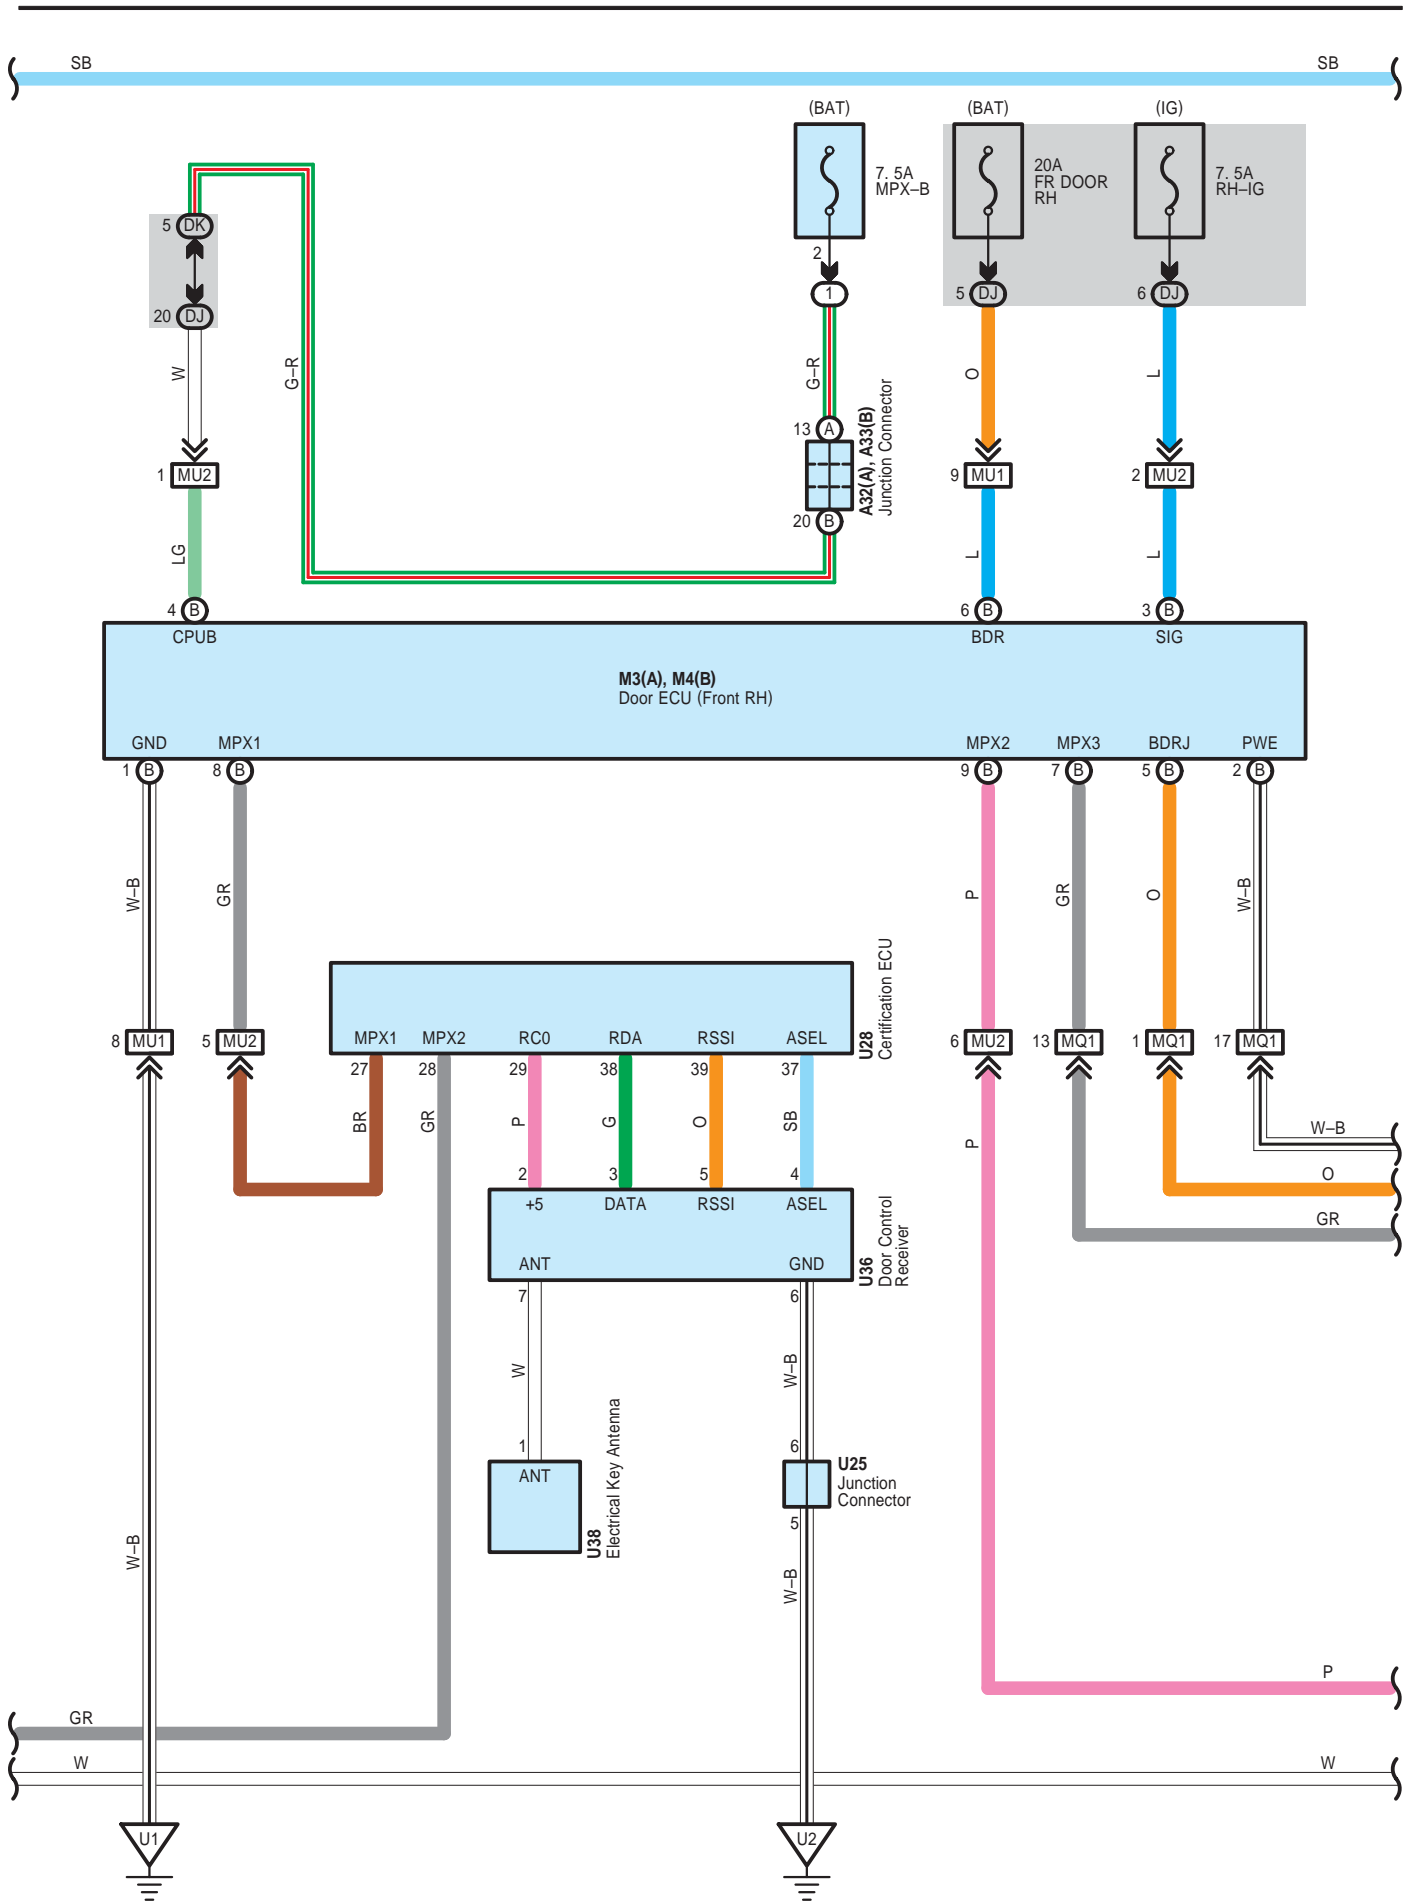 SB
SB
(BAT)
(BAT)
(IG)
7. 5A
MPX–B
20A
FR DOOR
RH
7. 5A
RH–IG
5 DK
2
1
5 DJ
6 DJ
20 DJ
W
G–R
G–R
O
L
13 A
A32(A), A33(B)
Junction Connector
1 MU2
9 MU1
2 MU2
20 B
LG
L
L
4 B
6 B
3 B
CPUB
BDR
SIG
M3(A), M4(B)
Door ECU (Front RH)
GND
MPX1
MPX2
MPX3
BDRJ
PWE
1 B
8 B
9 B
7 B
5 B
2 B
W–B
GR
P
GR
O
W–B
8 MU1
5 MU2
MPX1
MPX2
RC0
RDA
RSSI
ASEL
U28
Certification ECU
6 MU2
13 MQ1
1 MQ1
17 MQ1
27
28
29
38
39
37
BR
GR
P
G
O
SB
P
W–B
O
GR
2
3
5
4
+5
DATA
RSSI
ASEL
ANT
GND
U36
Door Control
Receiver
7
6
W
W–B
1
6
ANT
U38
Electrical Key Antenna
U25
Junction
Connector
5
W–B
W–B
P
GR
W
W
U1
U2